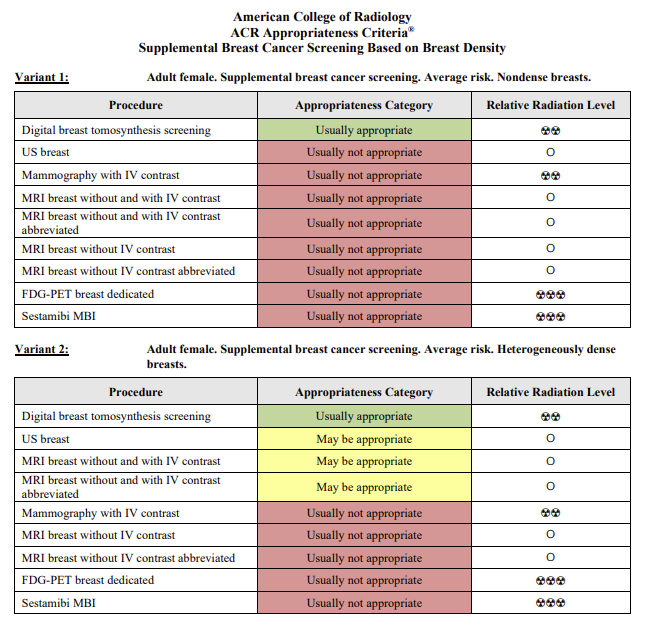 American College of Radiology
ACR Appropriateness Criteria®
Supplemental Breast Cancer Screening Based on Breast Density
Variant 1: Adult female. Supplemental breast cancer screening. Average risk. Nondense breasts.
Procedure Appropriateness Category Relative Radiation Level
Digital breast tomosynthesis screening Usually appropriate ☢☢
US breast Usually not appropriate O
Mammography with IV contrast Usually not appropriate ☢☢
MRI breast without and with IV contrast Usually not appropriate O
MRI breast without and with IV contrast
abbreviated Usually not appropriate O
MRI breast without IV contrast Usually not appropriate O
MRI breast without IV contrast abbreviated Usually not appropriate O
FDG-PET breast dedicated Usually not appropriate ☢☢☢
Sestamibi MBI Usually not appropriate ☢☢☢
Variant 2: Adult female. Supplemental breast cancer screening. Average risk. Heterogeneously dense
breasts.
Procedure Appropriateness Category Relative Radiation Level
Digital breast tomosynthesis screening Usually appropriate ☢☢
US breast May be appropriate O
MRI breast without and with IV contrast May be appropriate O
MRI breast without and with IV contrast
abbreviated May be appropriate O
Mammography with IV contrast Usually not appropriate ☢☢
MRI breast without IV contrast Usually not appropriate O
MRI breast without IV contrast abbreviated Usually not appropriate O
FDG-PET breast dedicated Usually not appropriate ☢☢☢
Sestamibi MBI Usually not appropriate ☢☢☢